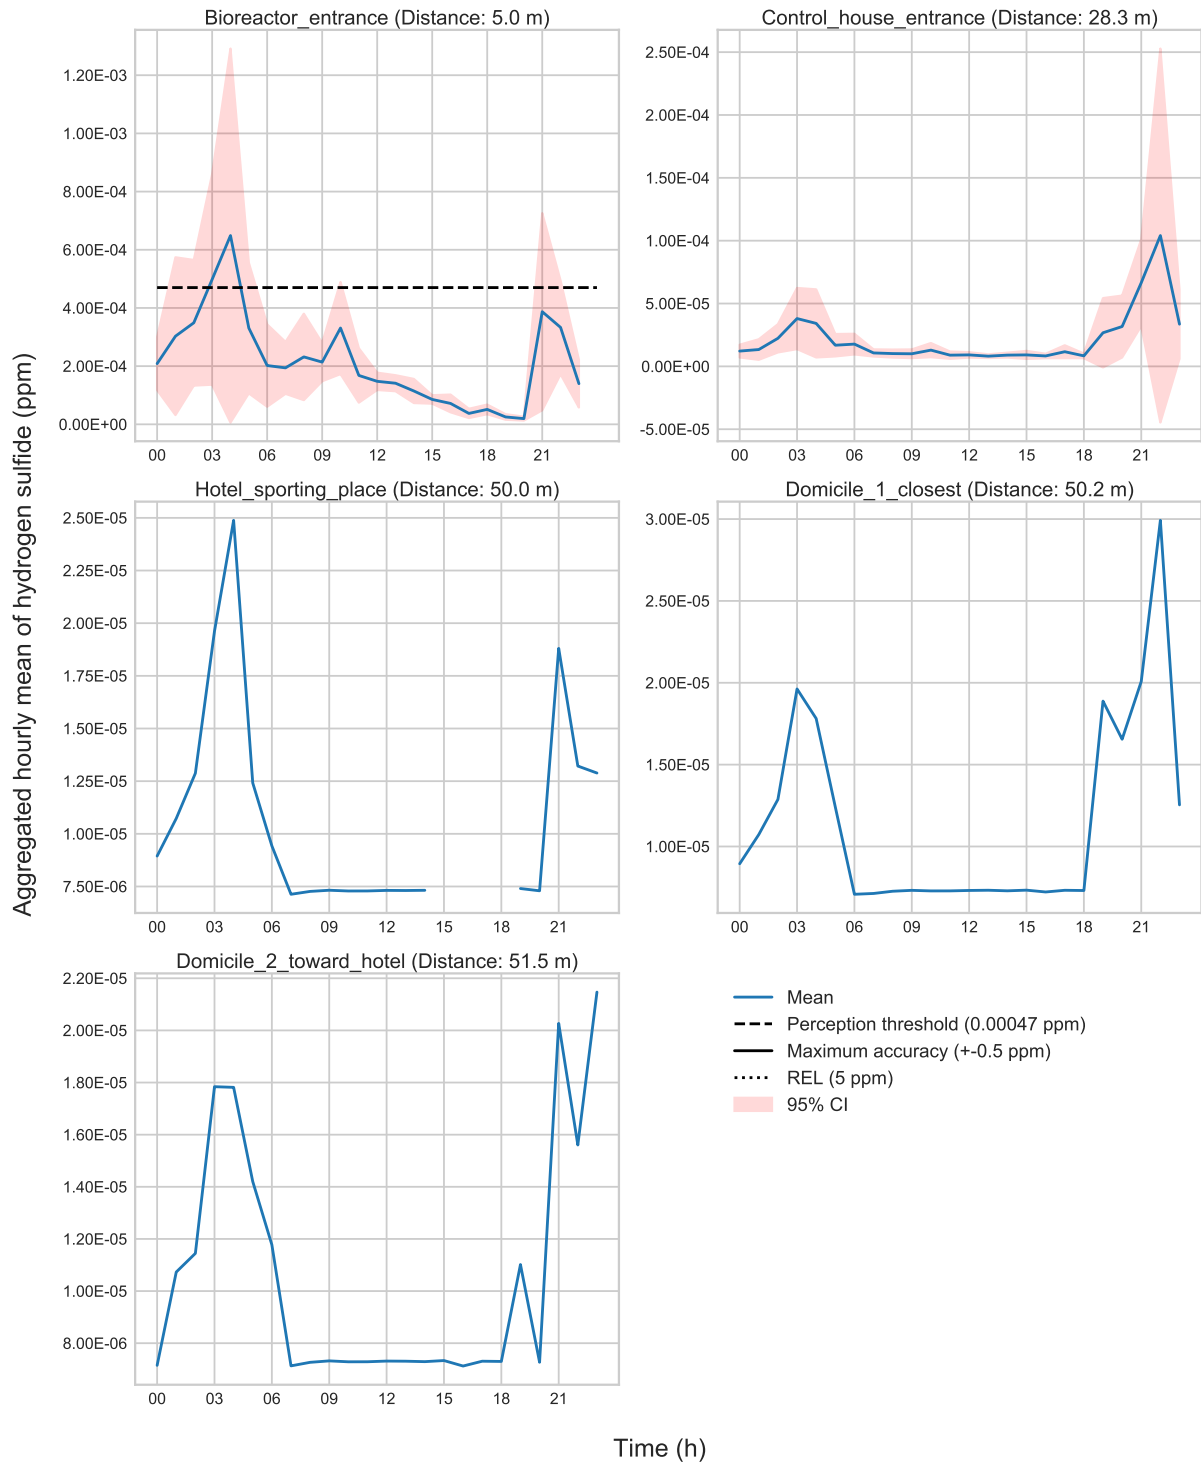 Aggregated hourly mean of hydrogen sulfide (ppm)
Bioreactor_entrance (Distance: 5.0 m)
1.20E-03
1.00E-03
8.00E-04
6.00E-04
4.00E-04
2.00E-04
0.00E+00
00 03 06 09 12 15 18 21
Control_house_entrance (Distance: 28.3 m)
2.50E-04
2.00E-04
1.50E-04
1.00E-04
5.00E-05
0.00E+00
-5.00E-05
00 03 06 09 12 15 18 21
Hotel_sporting_place (Distance: 50.0 m)
2.50E-05
2.25E-05
2.00E-05
1.75E-05
1.50E-05
1.25E-05
1.00E-05
7.50E-06
00 03 06 09 12 15 18 21
Domicile_1_closest (Distance: 50.2 m)
3.00E-05
2.50E-05
2.00E-05
1.50E-05
1.00E-05
00 03 06 09 12 15 18 21
Domicile_2_toward_hotel (Distance: 51.5 m)
2.20E-05
2.00E-05
1.80E-05
1.60E-05
1.40E-05
1.20E-05
1.00E-05
8.00E-06
00 03 06 09 12 15 18 21
Mean
Perception threshold (0.00047 ppm)
Maximum accuracy (+-0.5 ppm)
REL (5 ppm)
95% CI
Time (h)